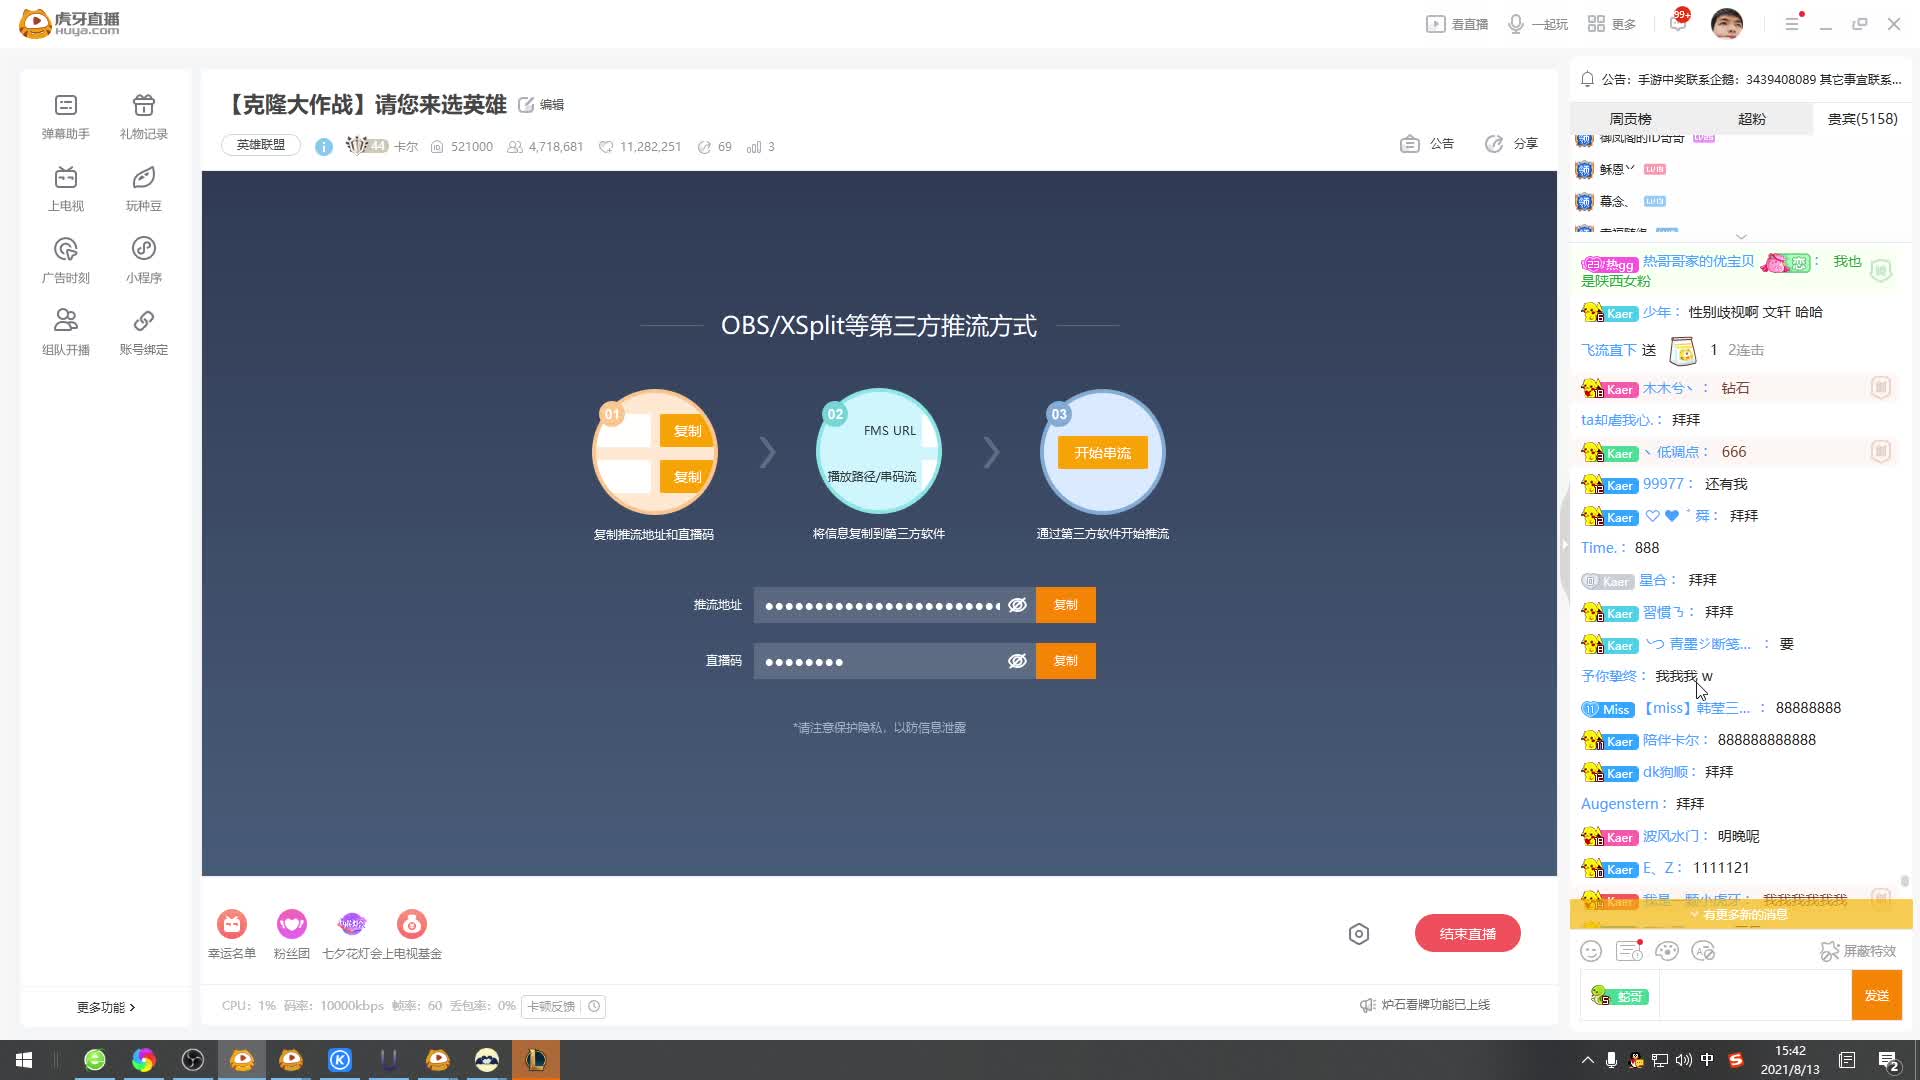 虎牙直播
HUYA.COM
看直播
一起玩
更多
99+
弹幕助手
礼物记录
上电视
玩种豆
广告时刻
小程序
组队开播
账号绑定
更多功能
【克隆大作战】请您来选英雄
编辑
英雄联盟
44
卡尔
521000
4,718,681
11,282,251
69
3
公告
分享
OBS/XSplit等第三方推流方式
01
复制
复制
02
FMS URL
播放路径/串码流
03
开始串流
复制推流地址和直播码
将信息复制到第三方软件
通过第三方软件开始推流
推流地址
复制
直播码
复制
*请注意保护隐私，以防信息泄露
幸运名单
粉丝团
七夕花灯会
上电视基金
结束直播
CPU：1% 码率：10000kbps 帧率：60 丢包率：0%
卡顿反馈
炉石看牌功能已上线
公告：手游中奖联系企鹅：3439408089 其它事宜联系...
周贡榜
超粉
贵宾(5158)
御凤阁的ID哥哥
稣恩
幕念、
热gg 热哥哥家的优宝贝 恋： 我也
是陕西女粉
Kaer 少年： 性别歧视啊 文轩 哈哈
飞流直下 送 1 2连击
Kaer 木木兮丶： 钻石
ta却虐我心.： 拜拜
Kaer 丶低调点： 666
Kaer 99977： 还有我
Kaer ♡ ♥ ゛舜： 拜拜
Time.： 888
Kaer 星合： 拜拜
Kaer 習慣ㄋ： 拜拜
Kaer 青墨ジ断笺...： 要
予你挚终： 我我我 w
11 Miss 【miss】韩莹三...： 88888888
Kaer 陪伴卡尔： 888888888888
Kaer dk狗顺： 拜拜
Augenstern： 拜拜
Kaer 波风水门： 明晚呢
Kaer E、Z： 1111121
Kaer 我是一颗小虎牙： 我我我我我我
有更多新的消息
屏蔽特效
5 蛇哥
发送
中
15:42
2021/8/13
2